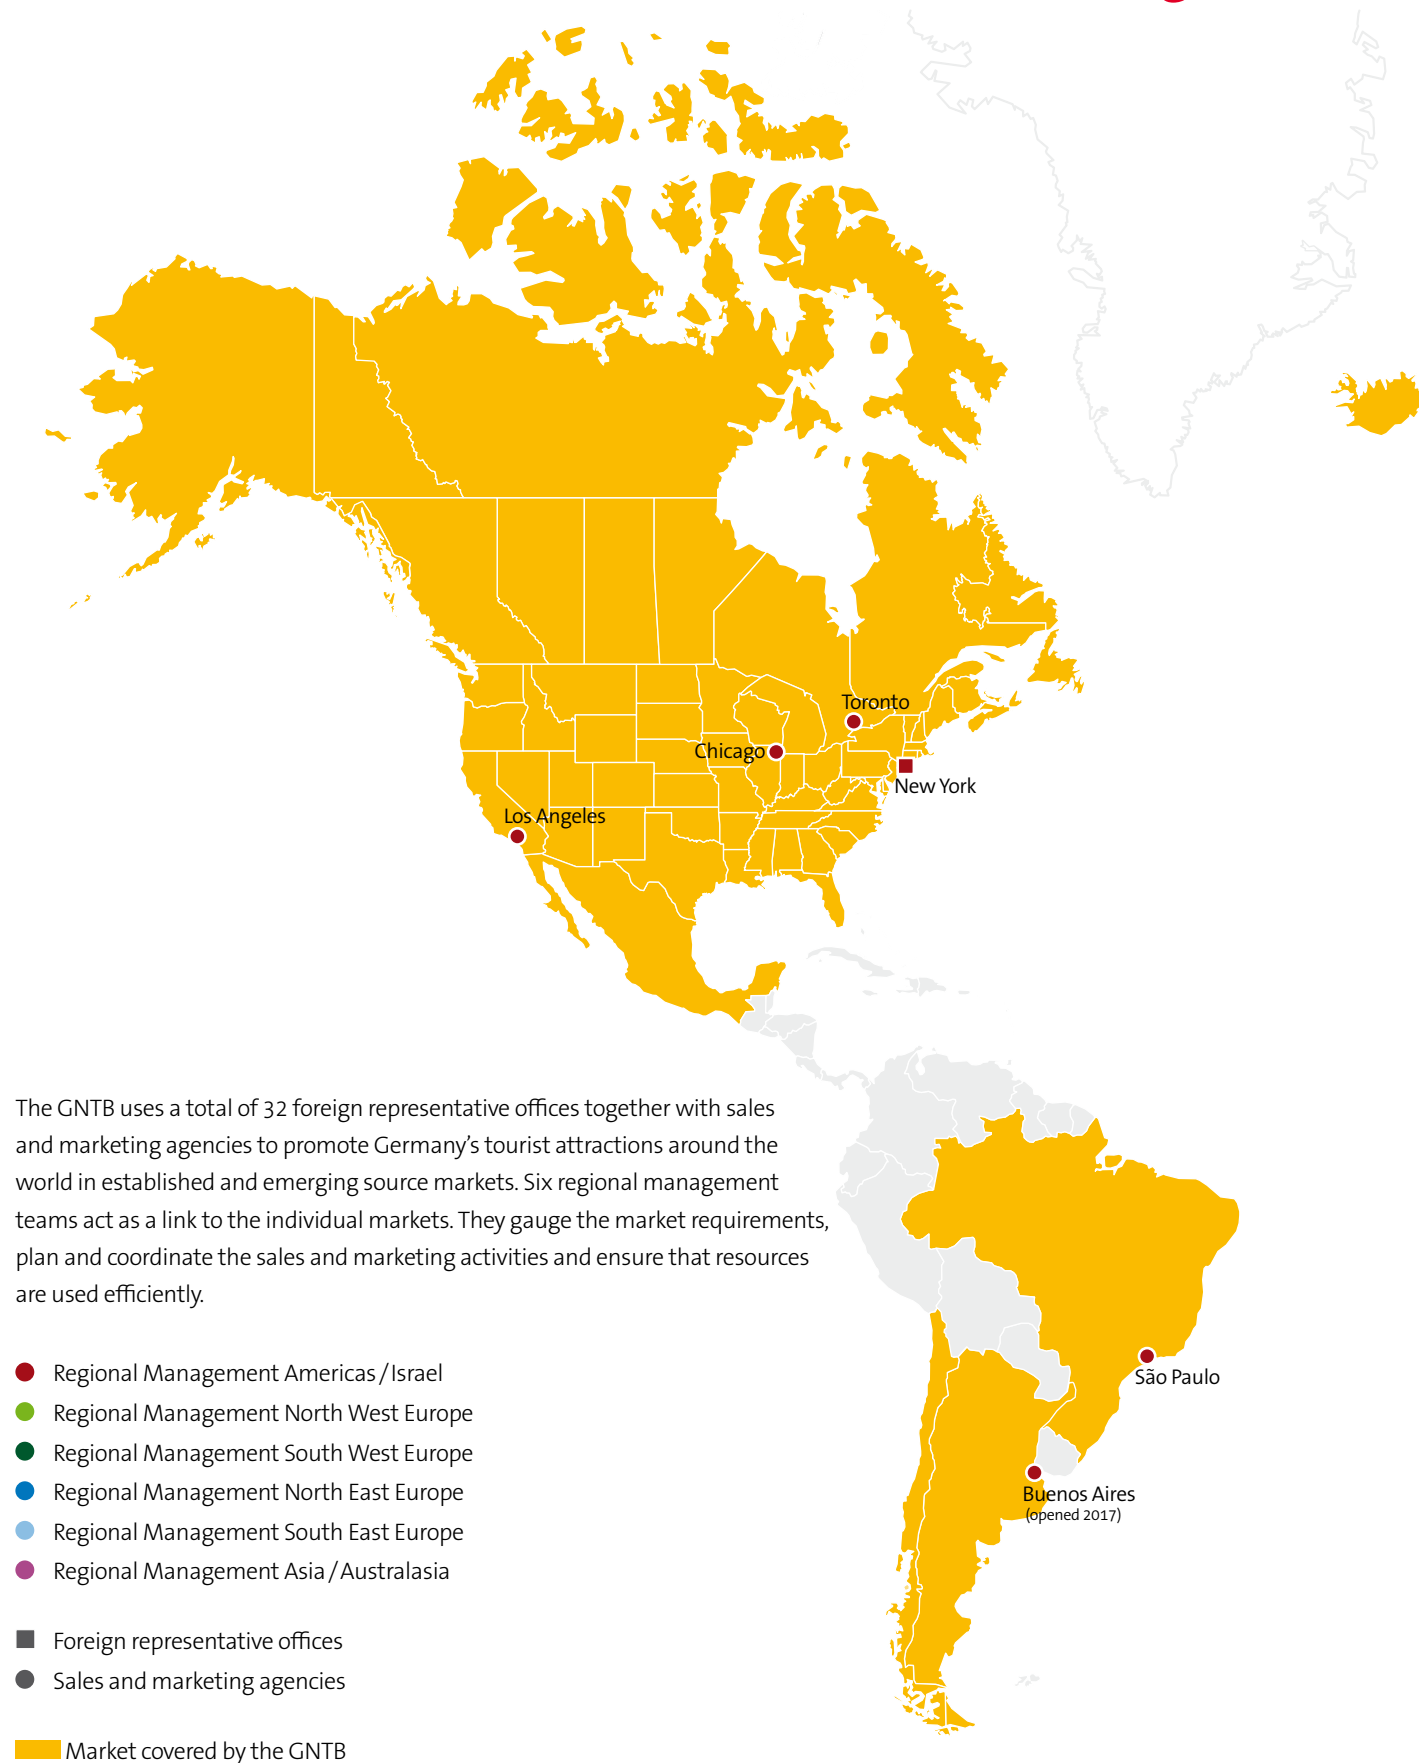 Toronto
Chicago
New York
Los Angeles
The GNTB uses a total of 32 foreign representative offices together with sales
and marketing agencies to promote Germany’s tourist attractions around the
world in established and emerging source markets. Six regional management
teams act as a link to the individual markets. They gauge the market requirements,
plan and coordinate the sales and marketing activities and ensure that resources
are used efficiently.
São Paulo
Buenos Aires
(opened 2017)
Regional Management Americas / Israel
Regional Management North West Europe
Regional Management South West Europe
Regional Management North East Europe
Regional Management South East Europe
Regional Management Asia / Australasia
Foreign representative offices
Sales and marketing agencies
Market covered by the GNTB